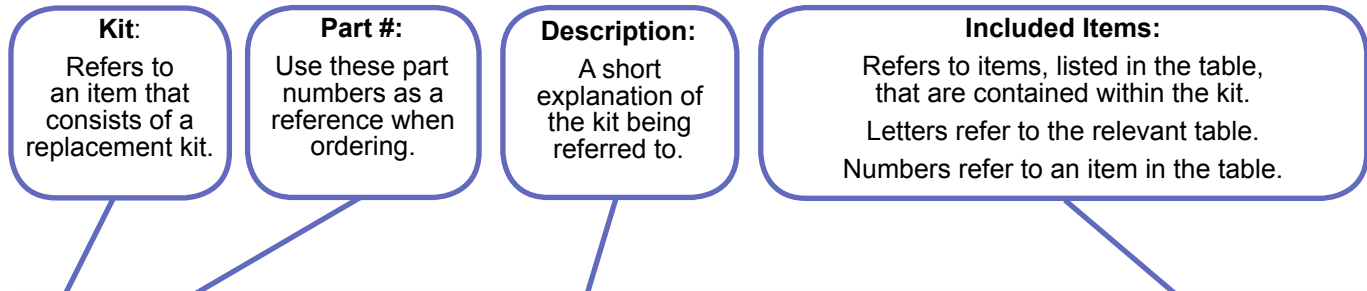 Kit:
Refers to
an item that
consists of a
replacement kit.
Part #:
Use these part
numbers as a
reference when
ordering.
Description:
A short
explanation of
the kit being
referred to.
Included Items:
Refers to items, listed in the table,
that are contained within the kit.
Letters refer to the relevant table.
Numbers refer to an item in the table.